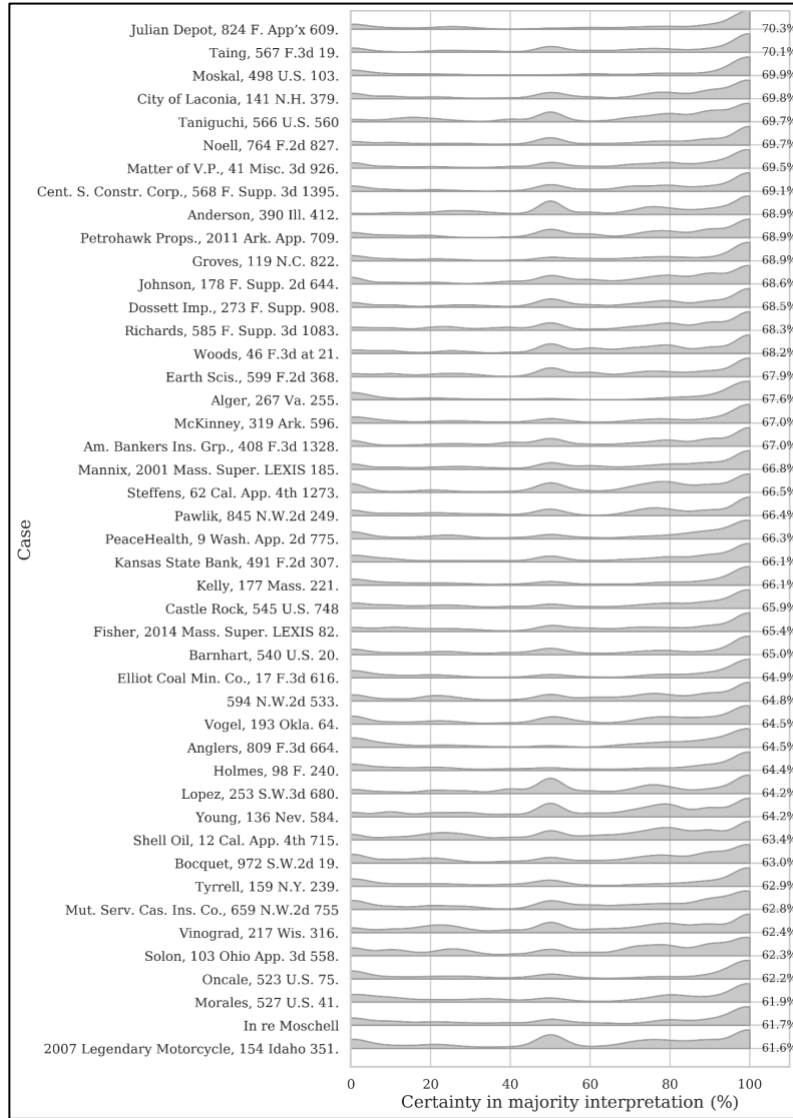 Julian Depot, 824 F. App’x 609. 70.3%
Taing, 567 F.3d 19. 70.1%
Moskal, 498 U.S. 103. 69.9%
City of Laconia, 141 N.H. 379. 69.8%
Taniguchi, 566 U.S. 560 69.7%
Noell, 764 F.2d 827. 69.7%
Matter of V.P., 41 Misc. 3d 926. 69.5%
Cent. S. Constr. Corp., 568 F. Supp. 3d 1395. 69.1%
Anderson, 390 Ill. 412. 68.9%
Petrohawk Props., 2011 Ark. App. 709. 68.9%
Groves, 119 N.C. 822. 68.9%
Johnson, 178 F. Supp. 2d 644. 68.6%
Dossett Imp., 273 F. Supp. 908. 68.5%
Richards, 585 F. Supp. 3d 1083. 68.3%
Woods, 46 F.3d at 21. 68.2%
Earth Scis., 599 F.2d 368. 67.9%
Alger, 267 Va. 255. 67.6%
McKinney, 319 Ark. 596. 67.0%
Am. Bankers Ins. Grp., 408 F.3d 1328. 67.0%
Mannix, 2001 Mass. Super. LEXIS 185. 66.8%
Steffens, 62 Cal. App. 4th 1273. 66.5%
Pawlik, 845 N.W.2d 249. 66.4%
PeaceHealth, 9 Wash. App. 2d 775. 66.3%
Kansas State Bank, 491 F.2d 307. 66.1%
Kelly, 177 Mass. 221. 66.1%
Castle Rock, 545 U.S. 748 65.9%
Fisher, 2014 Mass. Super. LEXIS 82. 65.4%
Barnhart, 540 U.S. 20. 65.0%
Elliot Coal Min. Co., 17 F.3d 616. 64.9%
594 N.W.2d 533. 64.8%
Vogel, 193 Okla. 64. 64.5%
Anglers, 809 F.3d 664. 64.5%
Holmes, 98 F. 240. 64.4%
Lopez, 253 S.W.3d 680. 64.2%
Young, 136 Nev. 584. 64.2%
Shell Oil, 12 Cal. App. 4th 715. 63.4%
Bocquet, 972 S.W.2d 19. 63.0%
Tyrrell, 159 N.Y. 239. 62.9%
Mut. Serv. Cas. Ins. Co., 659 N.W.2d 755 62.8%
Vinograd, 217 Wis. 316. 62.4%
Solon, 103 Ohio App. 3d 558. 62.3%
Oncale, 523 U.S. 75. 62.2%
Morales, 527 U.S. 41. 61.9%
In re Moschell 61.7%
2007 Legendary Motorcycle, 154 Idaho 351. 61.6%
Case
0 20 40 60 80 100
Certainty in majority interpretation (%)